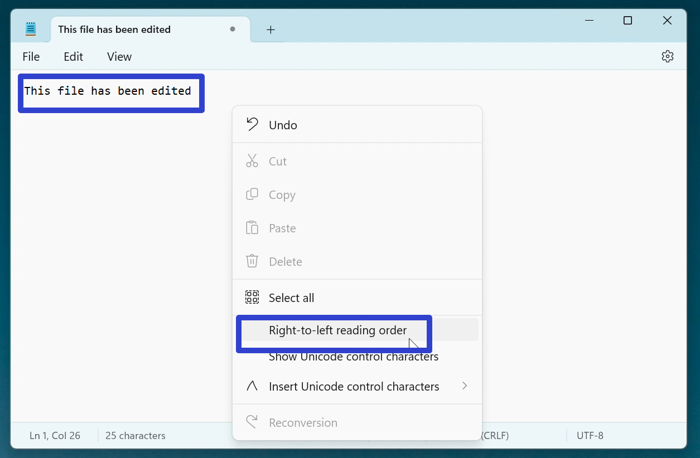 This file has been edited
File Edit View
This file has been edited
Undo
Cut
Copy
Paste
Delete
Select all
Right-to-left reading order
Show Unicode control characters
Insert Unicode control characters
Reconversion
Ln 1, Col 26 25 characters (CRLF) UTF-8